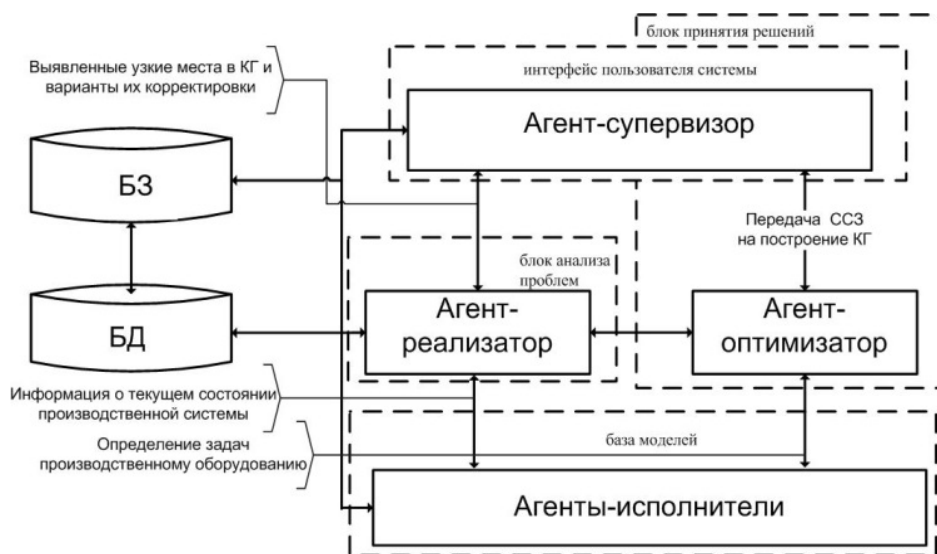 блок принятия решений
Выявленные узкие места в КГ и
варианты их корректировки
интерфейс пользователя системы
Агент-супервизор
БЗ
Передача ССЗ
на построение КГ
блок анализа
проблем
БД
Агент-
реализатор
Агент-
оптимизатор
Информация о текущем состоянии
производственной системы
Определение задач
производственному оборудованию
база моделей
Агенты-исполнители